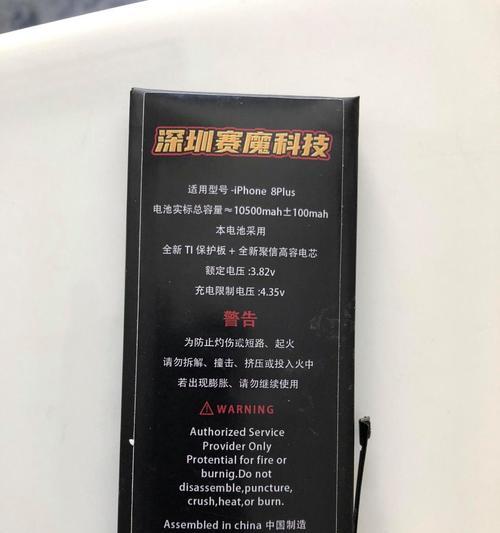 深圳赛魔科技
适用型号-iPhone 8Plus
电池实标总容量≈10500mah±100mah
本电池采用
全新TI保护板+全新聚信高容电芯
额定电压:3.82v
充电限制电压:4.35v
警告
为防止灼伤或短路、起火
请勿拆解、撞击、挤压或投入火中
若出现膨胀、请勿继续使用
WARNING
Authorized Service
Provider Only
Protential for fire or
burnig.Do not
disassemble,puncture,
crush,heat,or burn.
Assembled in china 中国制造